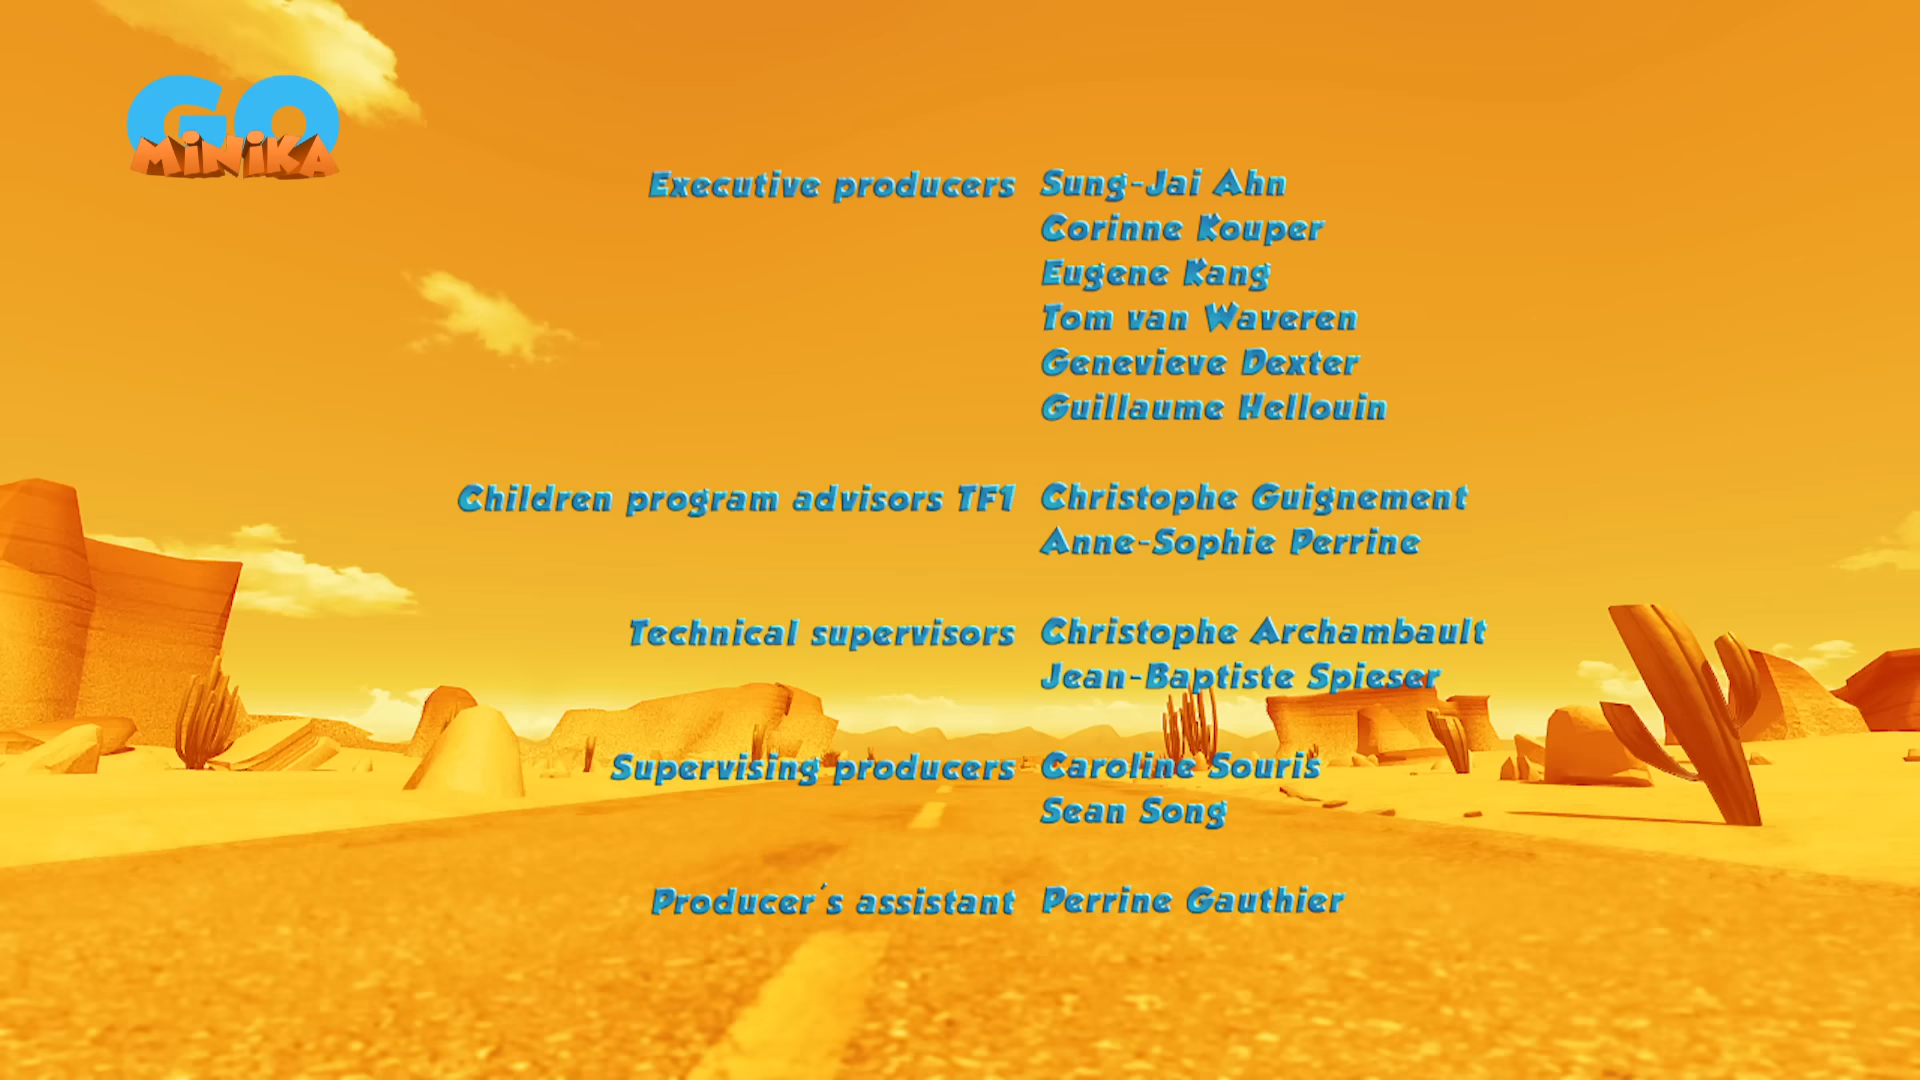 GO
MiNiKA
Executive producers Sung-Jai Ahn
Corinne Kouper
Eugene Kang
Tom van Waveren
Genevieve Dexter
Guillaume Hellouin
Children program advisors TF1 Christophe Guignement
Anne-Sophie Perrine
Technical supervisors Christophe Archambault
Jean-Baptiste Spieser
Supervising producers Caroline Souris
Sean Song
Producer's assistant Perrine Gauthier